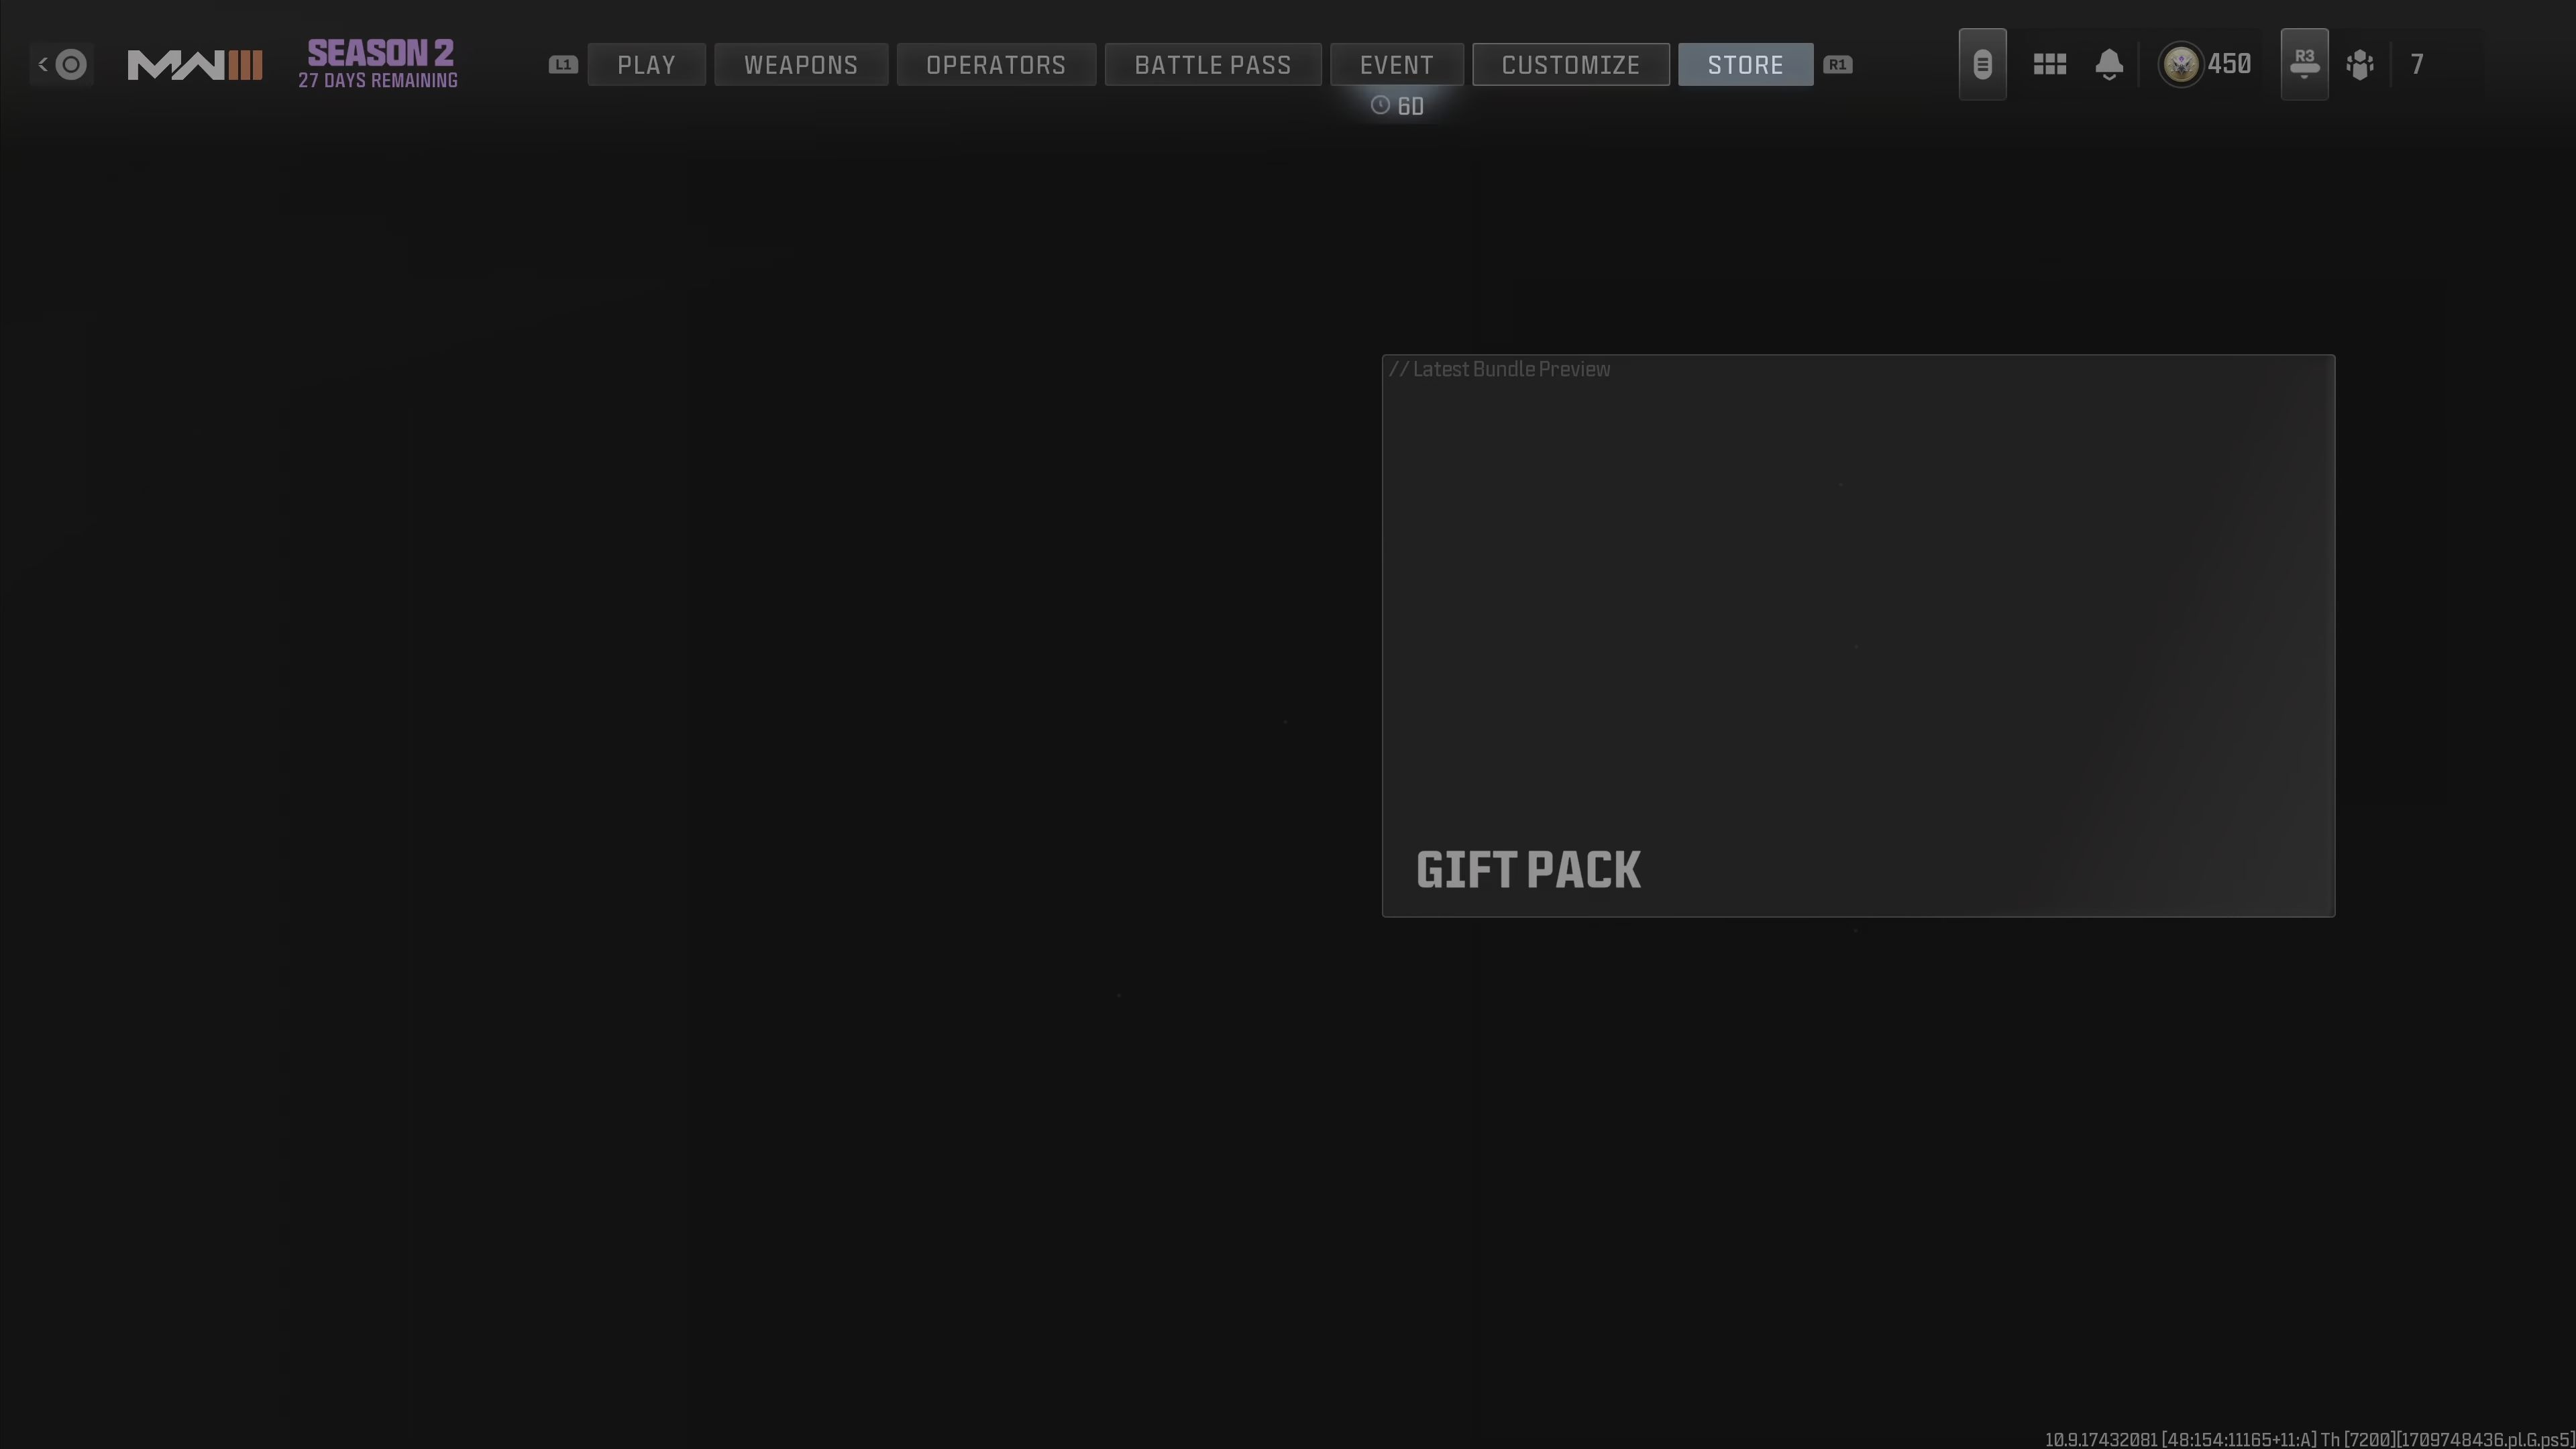 MWIII
SEASON 2
27 DAYS REMAINING
L1
PLAY
WEAPONS
OPERATORS
BATTLE PASS
EVENT
CUSTOMIZE
STORE
R1
450
R3
7
6D
// Latest Bundle Preview
GIFT PACK
10.9.17432081 [48:154:11165+11:A] Th [7200][1709748436.pl.G.ps5]